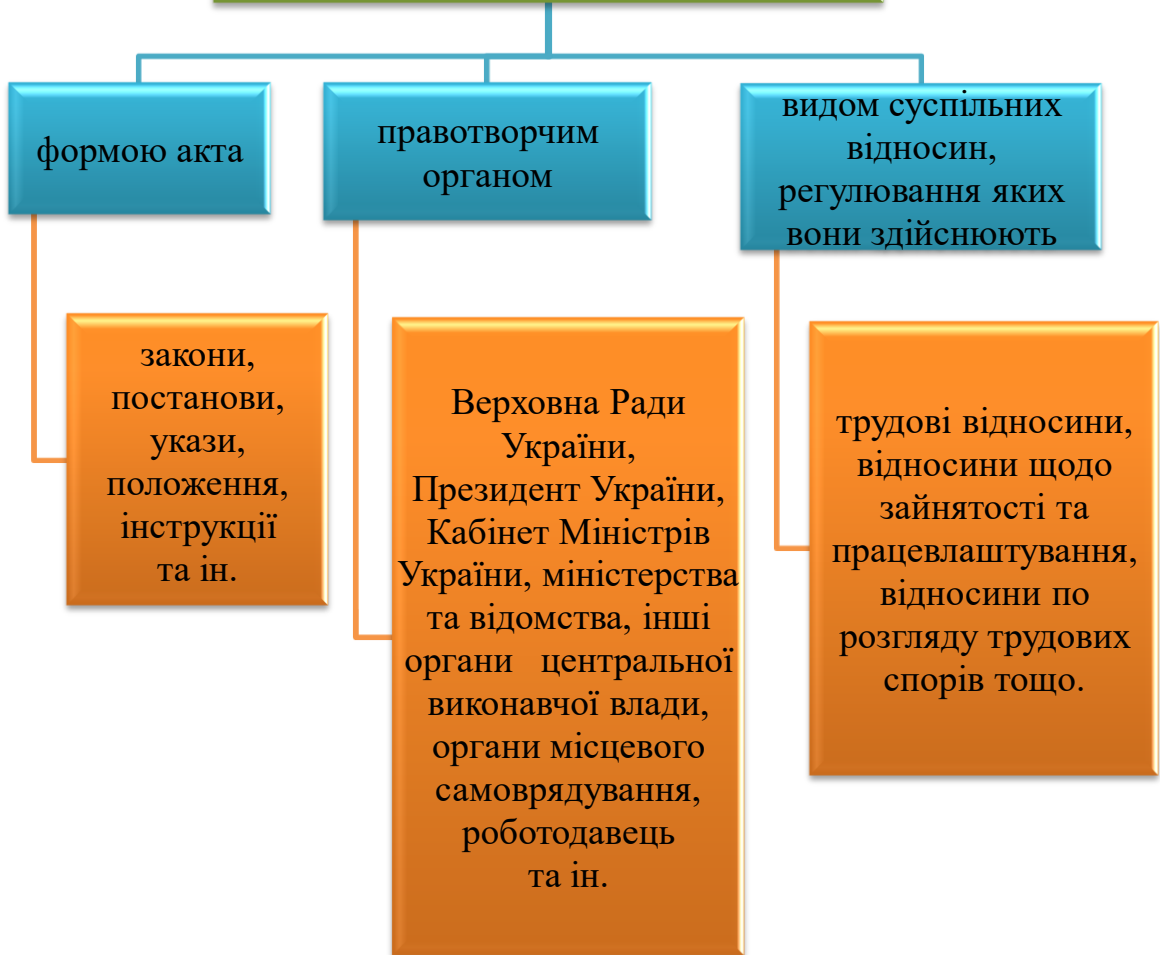 формою акта
правотворчим
органом
видом суспільних
відносин,
регулювання яких
вони здійснюють
закони,
постанови,
укази,
положення,
інструкції
та ін.
Верховна Ради
України,
Президент України,
Кабінет Міністрів
України, міністерства
та відомства, інші
органи центральної
виконавчої влади,
органи місцевого
самоврядування,
роботодавець
та ін.
трудові відносини,
відносини щодо
зайнятості та
працевлаштування,
відносини по
розгляду трудових
спорів тощо.